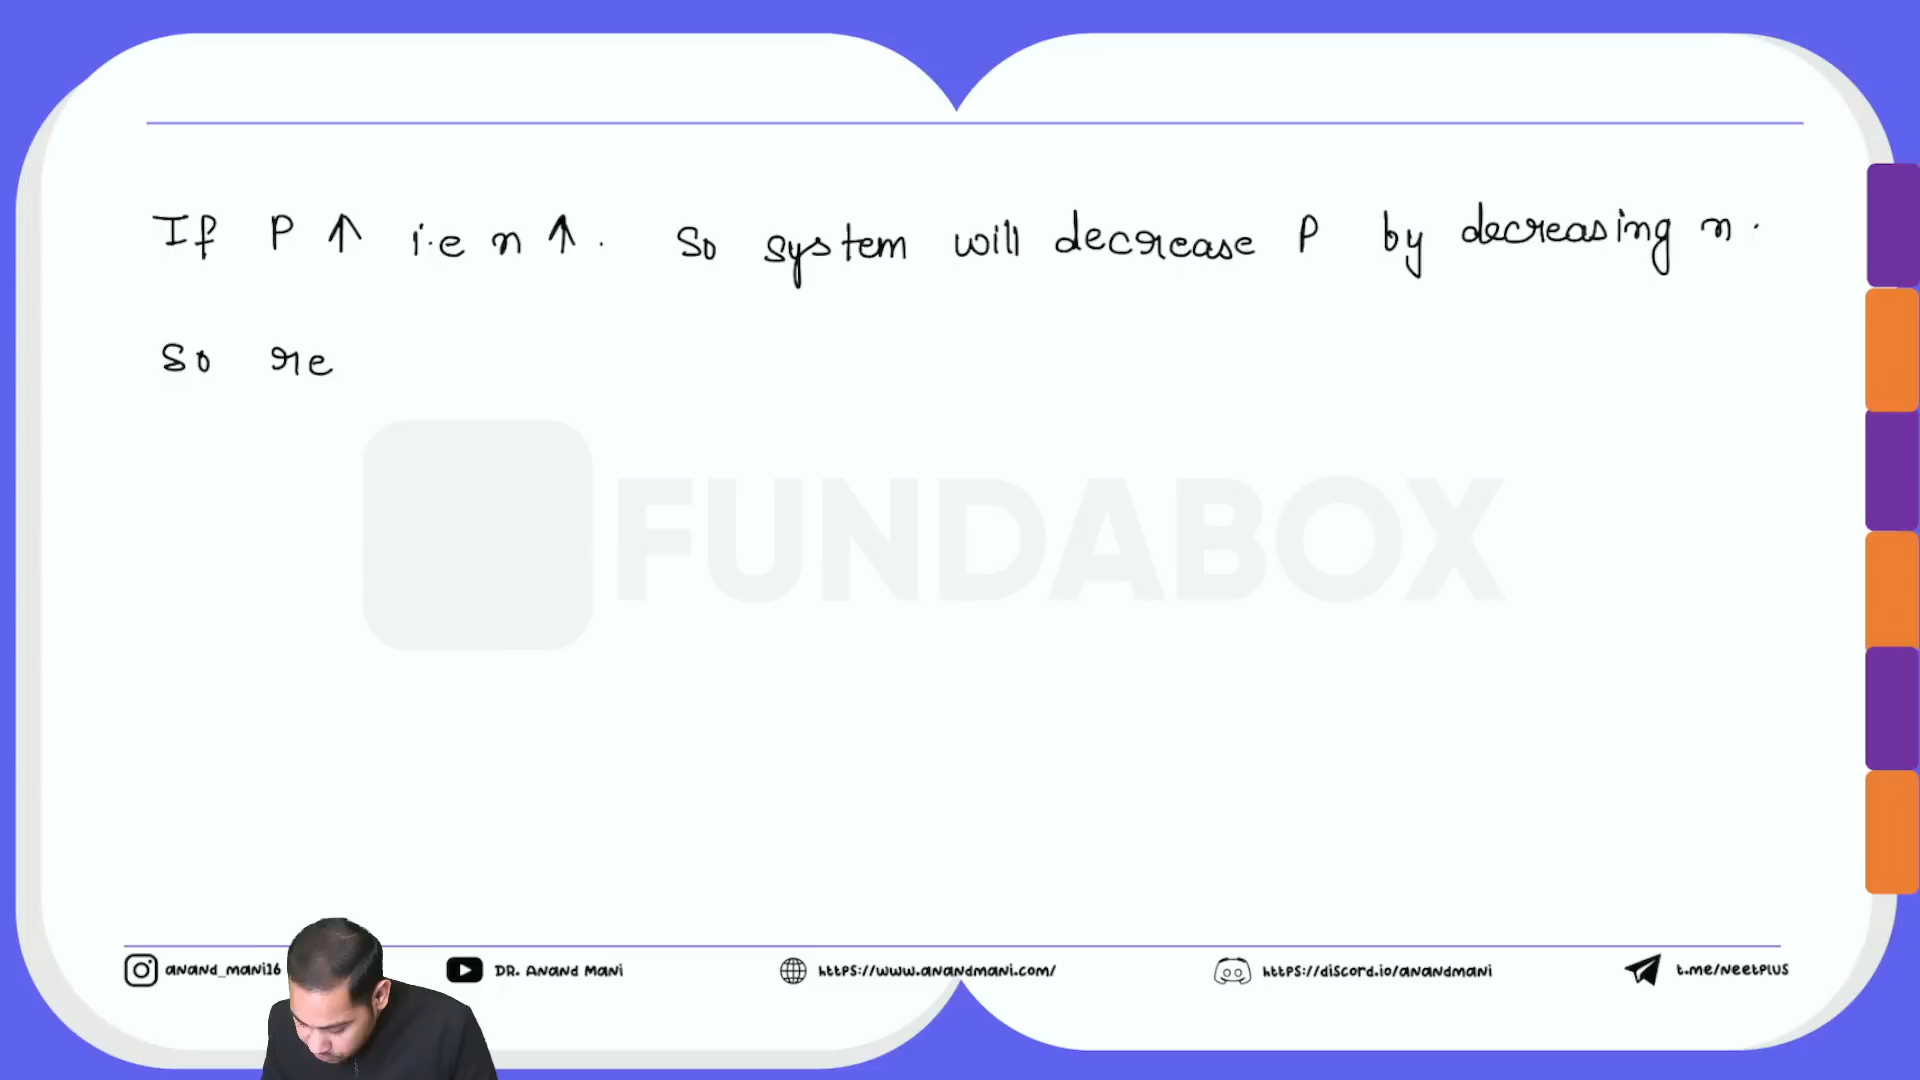 If P ↑ i.e n ↑. So system will decrease P by decreasing n.
So re
FUNDABOX
anand_mani16 DR. Anand Mani https://www.anandmani.com/ https://discord.io/anandmani t.me/neetplus